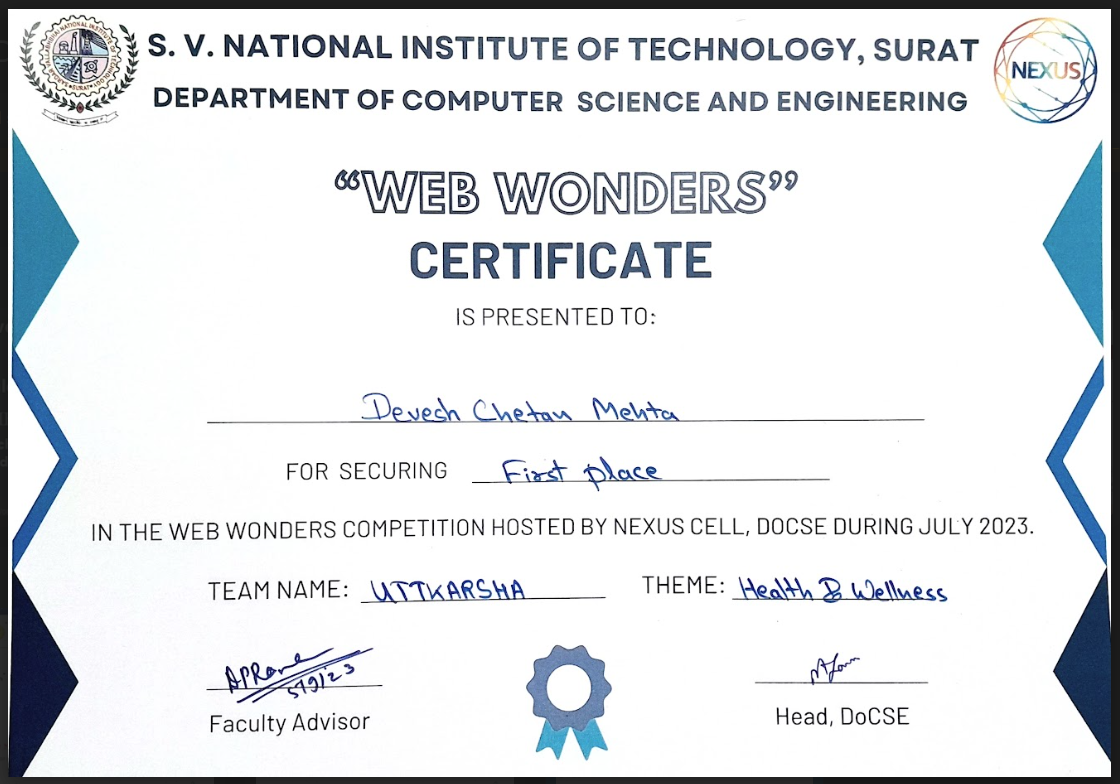 S. V. NATIONAL INSTITUTE OF TECHNOLOGY, SURAT
NEXUS
DEPARTMENT OF COMPUTER SCIENCE AND ENGINEERING
“WEB WONDERS”
CERTIFICATE
IS PRESENTED TO:
Devesh Chetan Mehta
FOR SECURING First place
IN THE WEB WONDERS COMPETITION HOSTED BY NEXUS CELL, DOCSE DURING JULY 2023.
TEAM NAME: UTTKARSHA THEME: Health & Wellness
5/9/23
Faculty Advisor Head, DoCSE